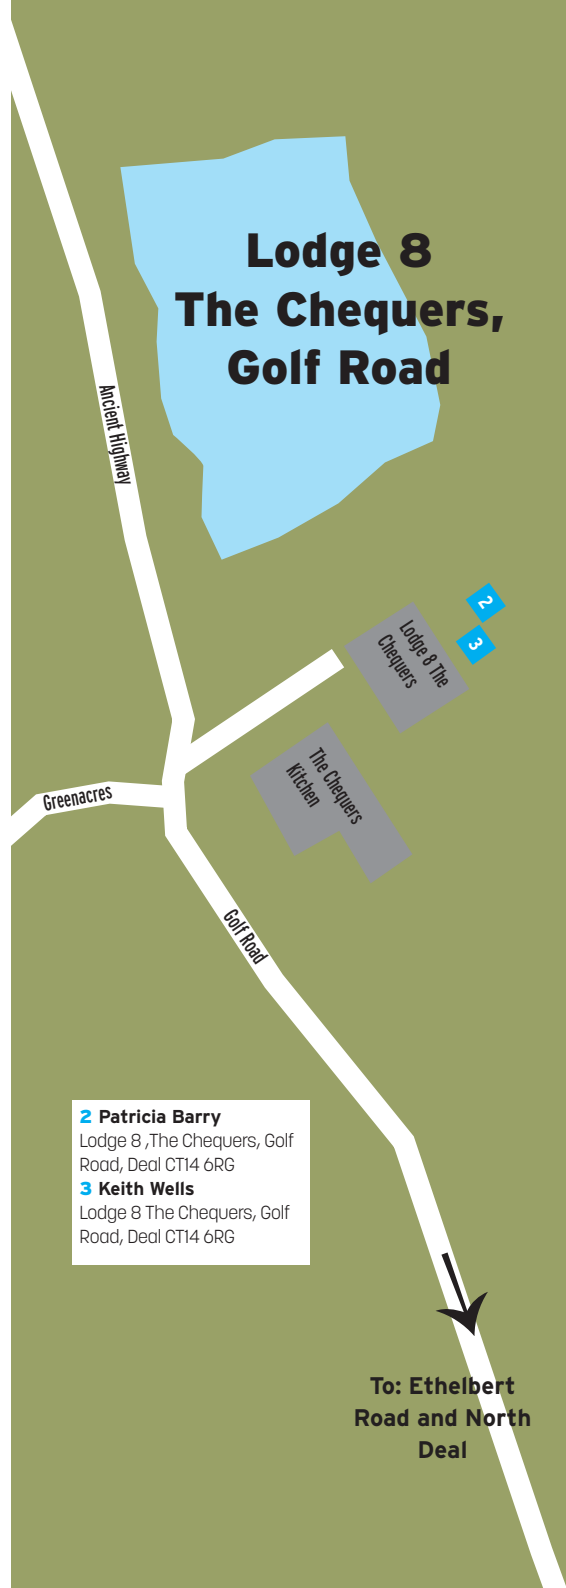 Lodge 8
The Chequers,
Golf Road
Ancient Highway
2
3
Lodge 8 The
Chequers
The Chequers
Kitchen
Greenacres
Golf Road
2 Patricia Barry
Lodge 8 ,The Chequers, Golf
Road, Deal CT14 6RG
3 Keith Wells
Lodge 8 The Chequers, Golf
Road, Deal CT14 6RG
To: Ethelbert
Road and North
Deal